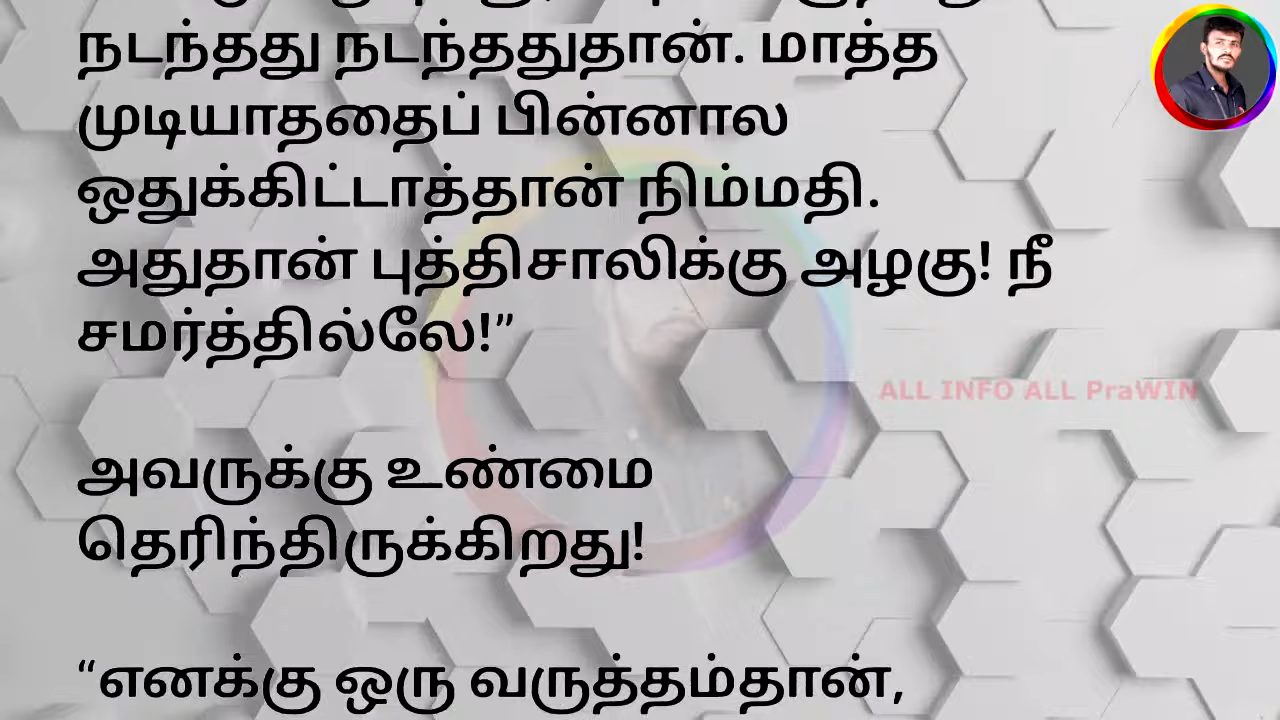 நடந்தது நடந்ததுதான். மாத்த
முடியாததைப் பின்னால
ஒதுக்கிட்டாத்தான் நிம்மதி.
அதுதான் புத்திசாலிக்கு அழகு! நீ
சமர்த்தில்லே!”
ALL INFO ALL PraWIN
அவருக்கு உண்மை
தெரிந்திருக்கிறது!
“எனக்கு ஒரு வருத்தம்தான்,